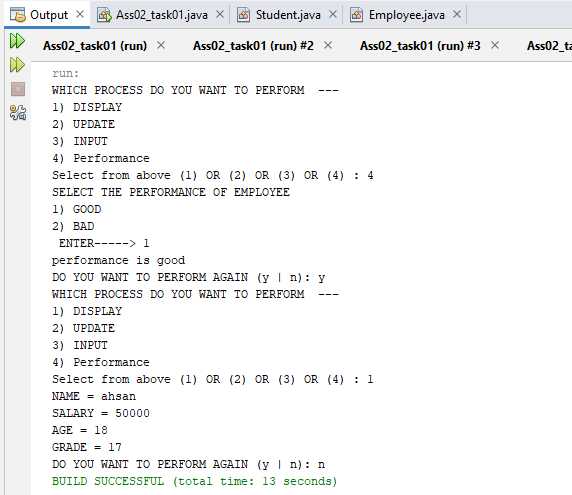 Output Ass02_task01.java Student.java Employee.java
Ass02_task01 (run) Ass02_task01 (run) #2 Ass02_task01 (run) #3
run:
WHICH PROCESS DO YOU WANT TO PERFORM  ---
1) DISPLAY
2) UPDATE
3) INPUT
4) Performance
Select from above (1) OR (2) OR (3) OR (4) : 4
SELECT THE PERFORMANCE OF EMPLOYEE
1) GOOD
2) BAD
 ENTER-----> 1
performance is good
DO YOU WANT TO PERFORM AGAIN (y | n): y
WHICH PROCESS DO YOU WANT TO PERFORM  ---
1) DISPLAY
2) UPDATE
3) INPUT
4) Performance
Select from above (1) OR (2) OR (3) OR (4) : 1
NAME = ahsan
SALARY = 50000
AGE = 18
GRADE = 17
DO YOU WANT TO PERFORM AGAIN (y | n): n
BUILD SUCCESSFUL (total time: 13 seconds)